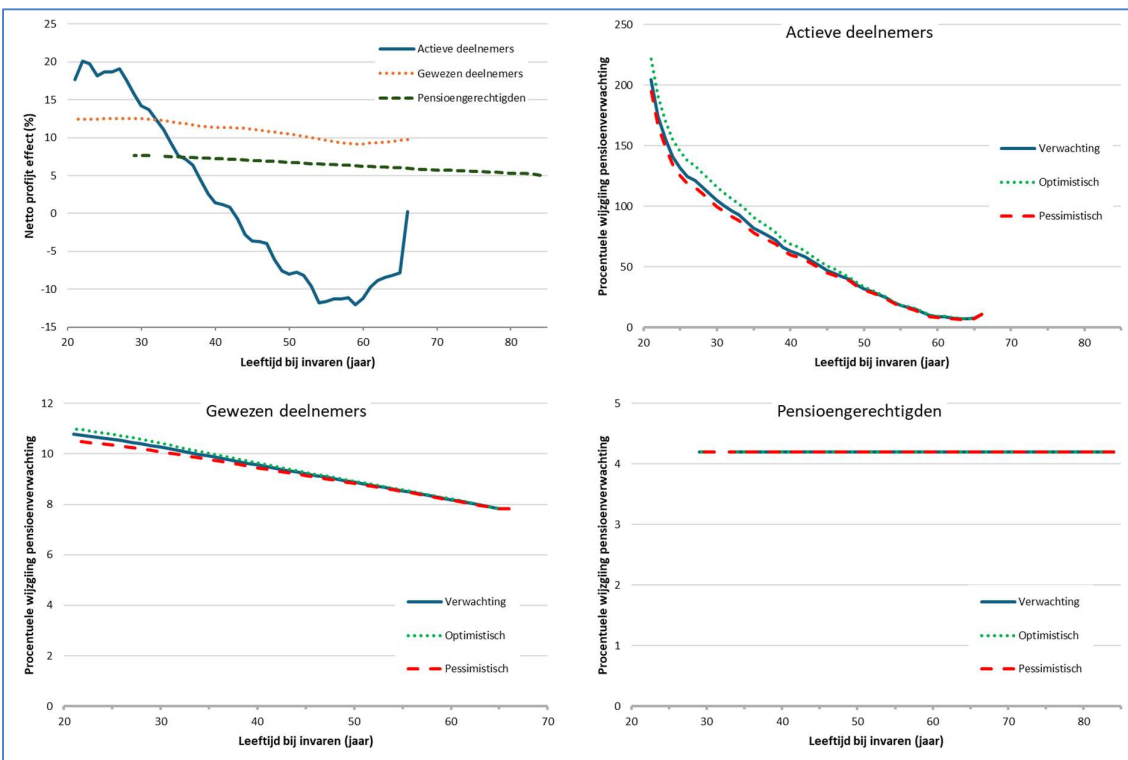 25
20
15
10
5
0
-5
-10
-15
Netto profijt effect (%)
Actieve deelnemers
Gewezen deelnemers
Pensioengerechtigden
20 30 40 50 60 70 80
Leeftijd bij invaren (jaar)
Actieve deelnemers
250
200
150
100
50
0
Procentuele wijzgiing pensioenverwachting
Verwachting
Optimistisch
Pessimistisch
20 30 40 50 60 70 80
Leeftijd bij invaren (jaar)
Gewezen deelnemers
12
10
8
6
4
2
0
Procentuele wijzgiing pensioenverwachting
Verwachting
Optimistisch
Pessimistisch
20 30 40 50 60 70
Leeftijd bij invaren (jaar)
Pensioengerechtigden
5
4
3
2
1
0
Procentuele wijzgiing pensioenverwachting
Verwachting
Optimistisch
Pessimistisch
20 30 40 50 60 70 80
Leeftijd bij invaren (jaar)